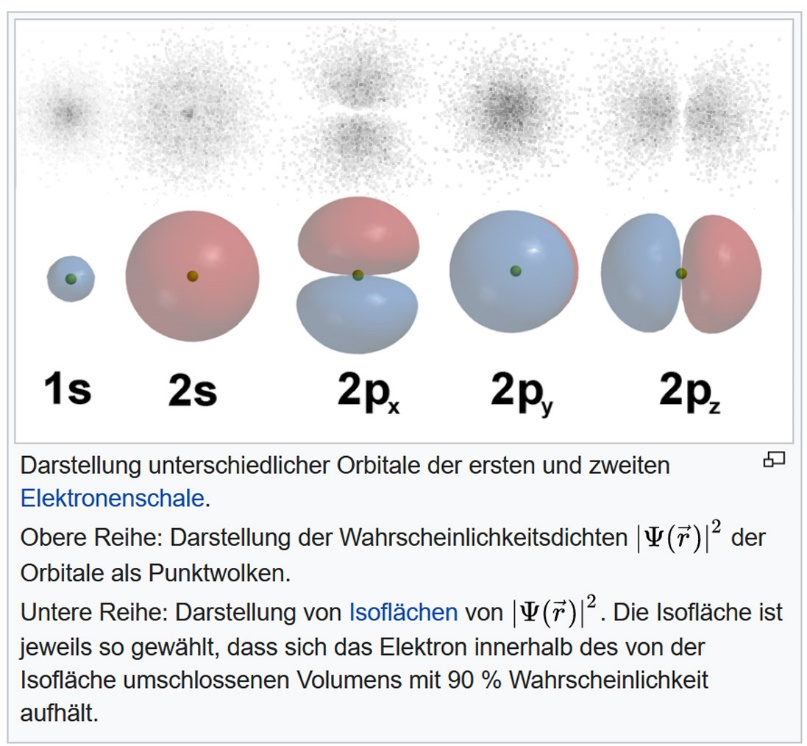 1s 2s 2pₓ 2pᵧ 2p_z
Darstellung unterschiedlicher Orbitale der ersten und zweiten
Elektronenschale.
Obere Reihe: Darstellung der Wahrscheinlichkeitsdichten |Ψ(r⃗)|² der
Orbitale als Punktwolken.
Untere Reihe: Darstellung von Isoflächen von |Ψ(r⃗)|². Die Isofläche ist
jeweils so gewählt, dass sich das Elektron innerhalb des von der
Isofläche umschlossenen Volumens mit 90 % Wahrscheinlichkeit
aufhält.